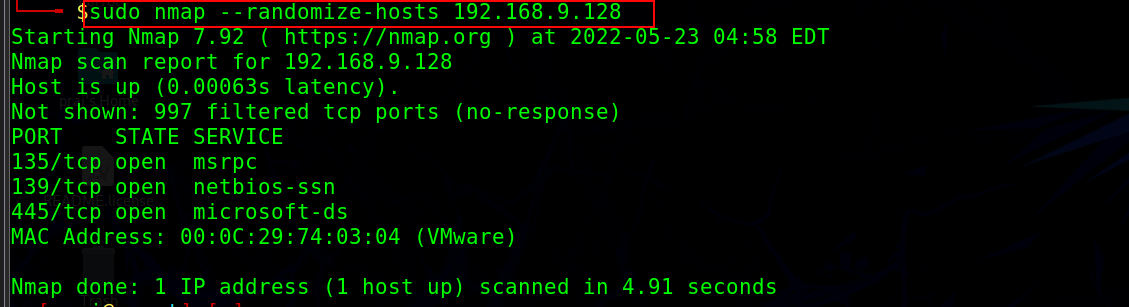 $sudo nmap --randomize-hosts 192.168.9.128
Starting Nmap 7.92 ( https://nmap.org ) at 2022-05-23 04:58 EDT
Nmap scan report for 192.168.9.128
Host is up (0.00063s latency).
Not shown: 997 filtered tcp ports (no-response)
PORT    STATE SERVICE
135/tcp open  msrpc
139/tcp open  netbios-ssn
445/tcp open  microsoft-ds
MAC Address: 00:0C:29:74:03:04 (VMware)
Nmap done: 1 IP address (1 host up) scanned in 4.91 seconds